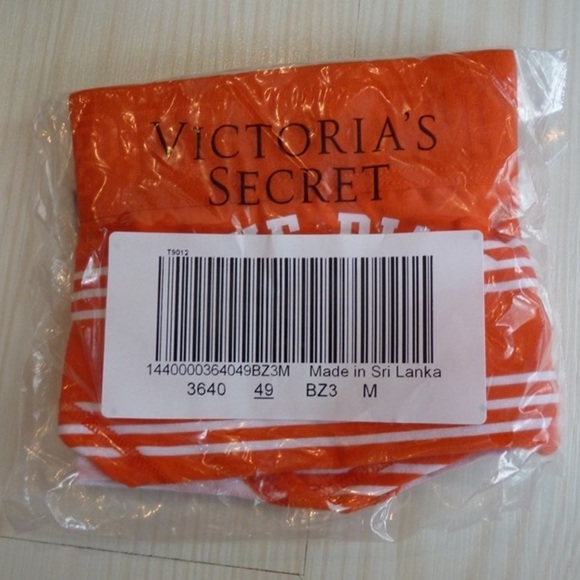 VICTORIA'S
SECRET
T9012
1440000364049BZ3M Made in Sri Lanka
3640 49 BZ3 M